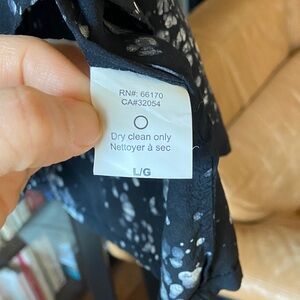 RN#: 66170
CA#32054
Dry clean only
Nettoyer à sec
L/G